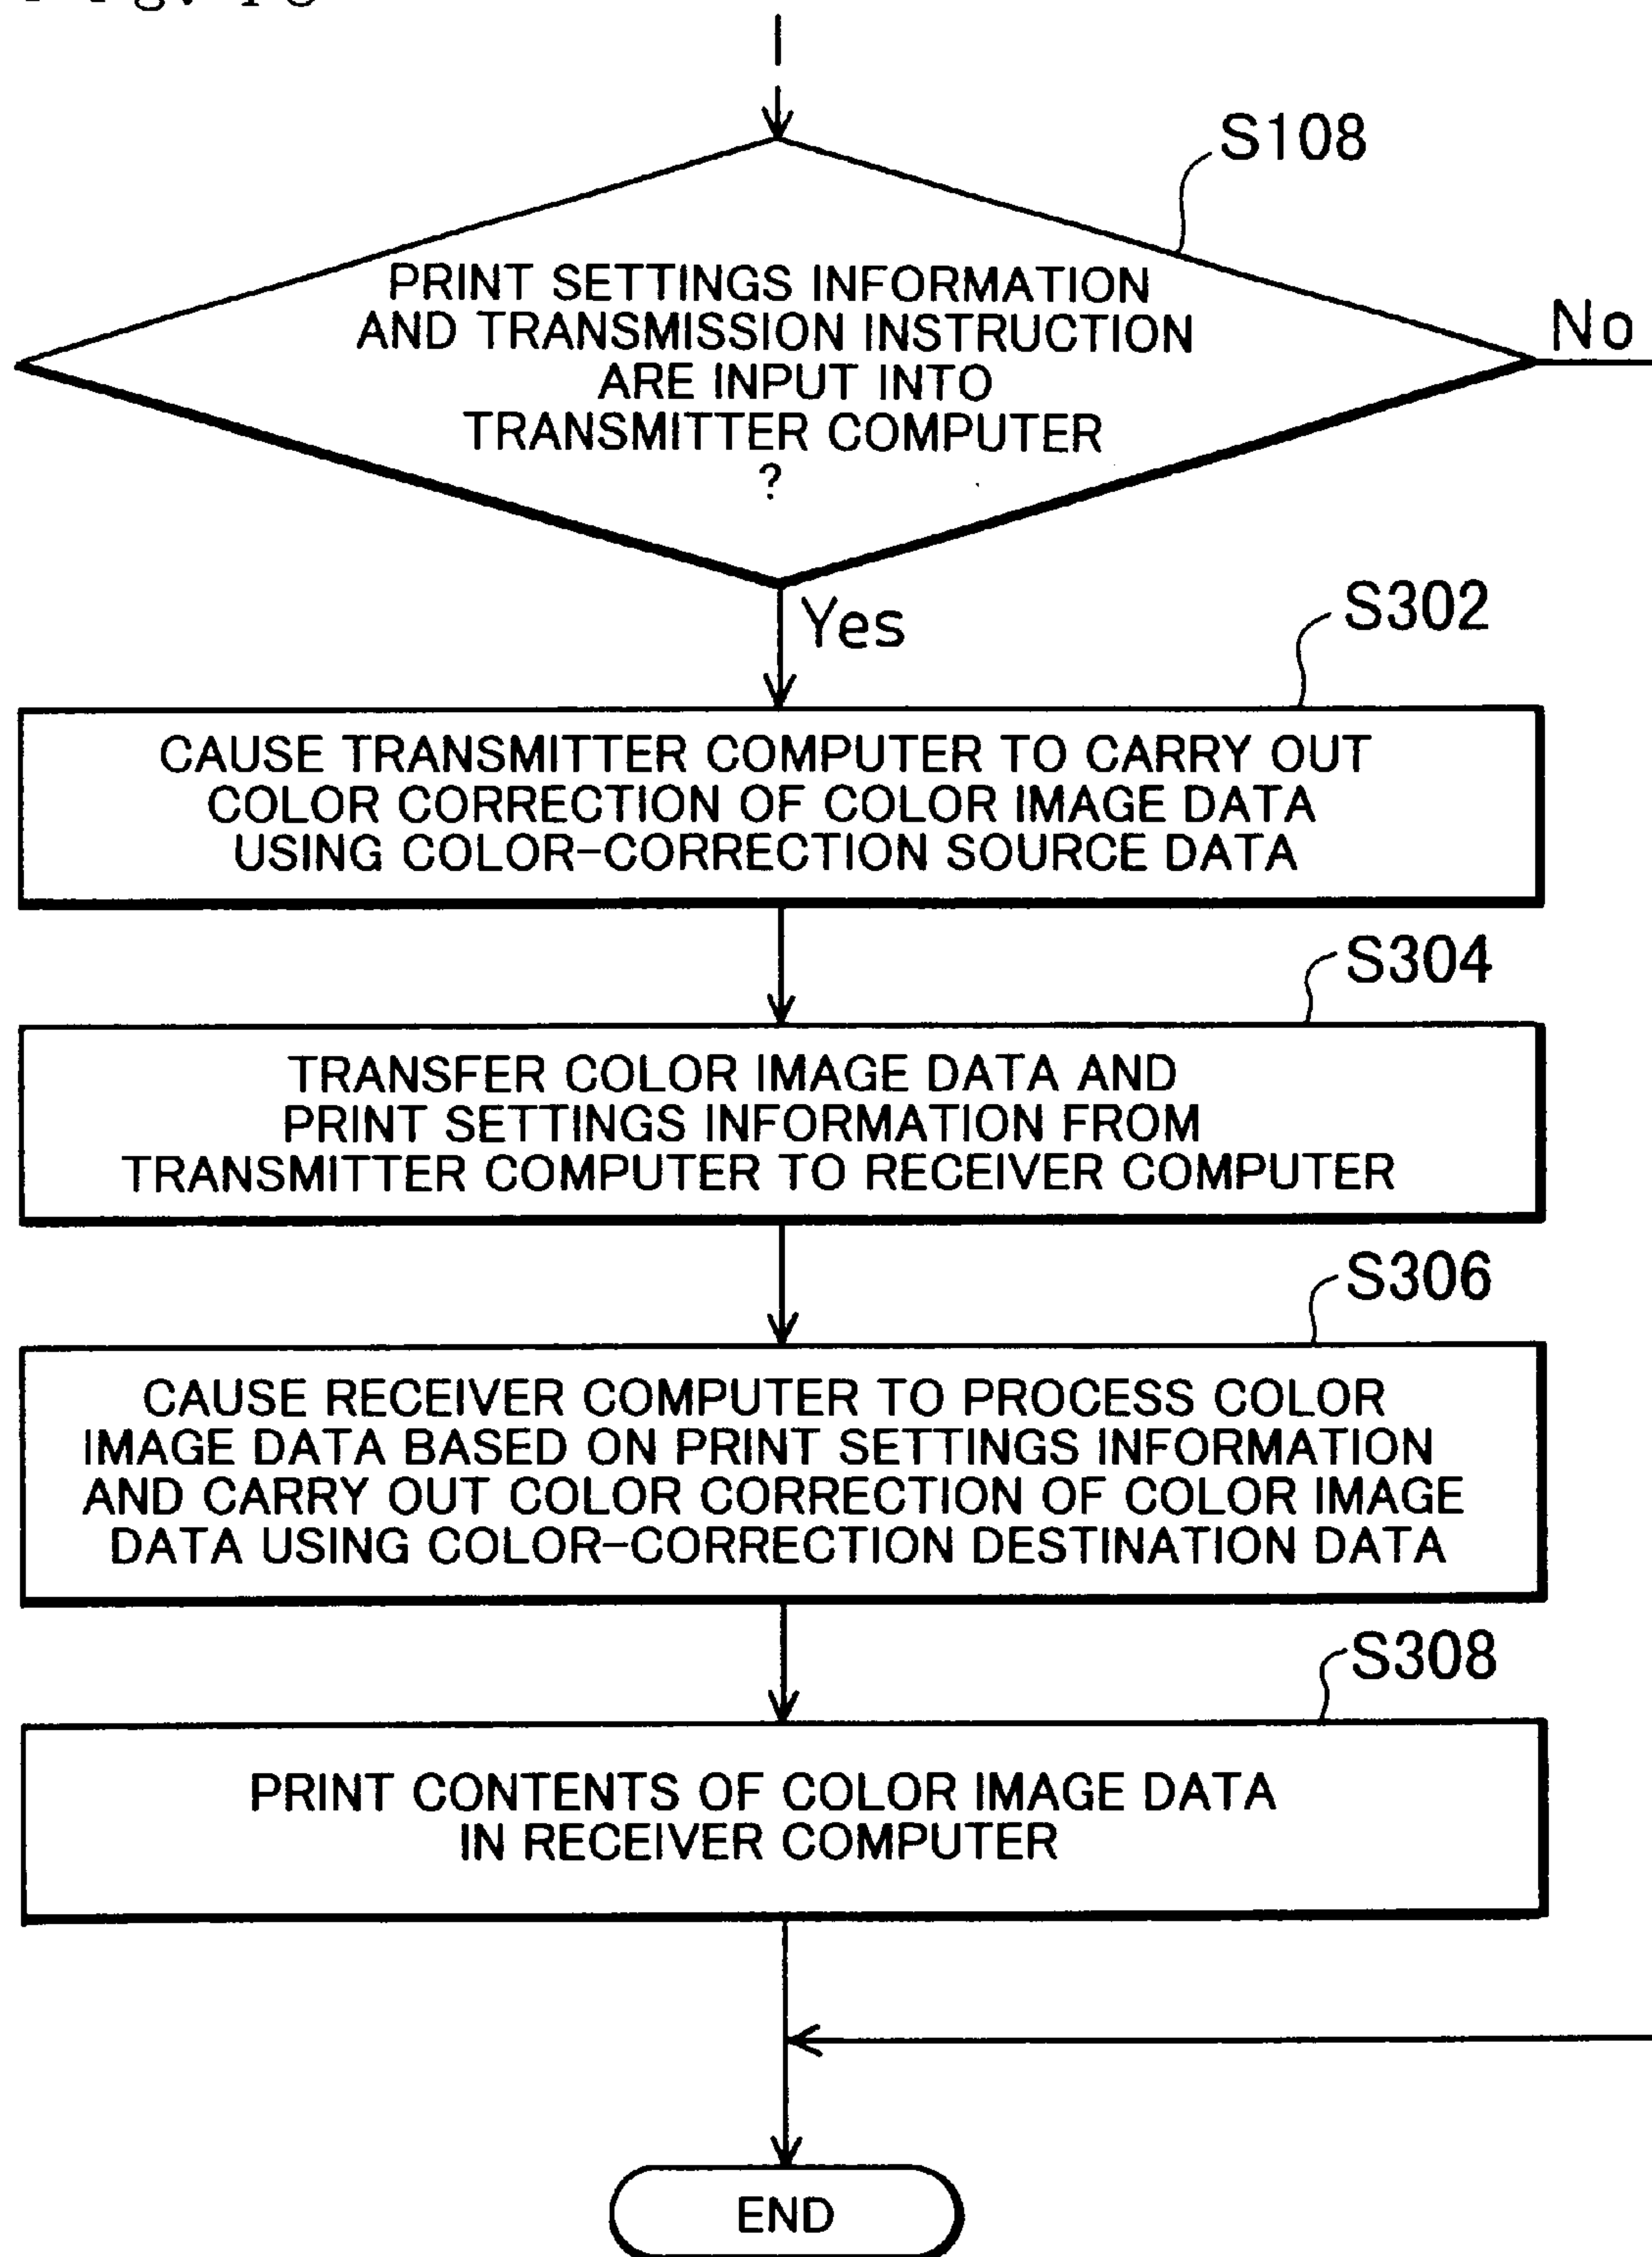 S108
PRINT SETTINGS INFORMATION
AND TRANSMISSION INSTRUCTION
ARE INPUT INTO
TRANSMITTER COMPUTER
?
No
Yes
S302
CAUSE TRANSMITTER COMPUTER TO CARRY OUT
COLOR CORRECTION OF COLOR IMAGE DATA
USING COLOR-CORRECTION SOURCE DATA
S304
TRANSFER COLOR IMAGE DATA AND
PRINT SETTINGS INFORMATION FROM
TRANSMITTER COMPUTER TO RECEIVER COMPUTER
S306
CAUSE RECEIVER COMPUTER TO PROCESS COLOR
IMAGE DATA BASED ON PRINT SETTINGS INFORMATION
AND CARRY OUT COLOR CORRECTION OF COLOR IMAGE
DATA USING COLOR-CORRECTION DESTINATION DATA
S308
PRINT CONTENTS OF COLOR IMAGE DATA
IN RECEIVER COMPUTER
END